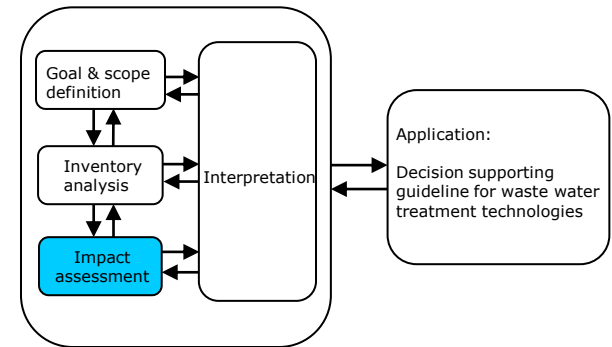 Goal & scope
definition
Inventory
analysis
Impact
assessment
Interpretation
Application:
Decision supporting
guideline for waste water
treatment technologies